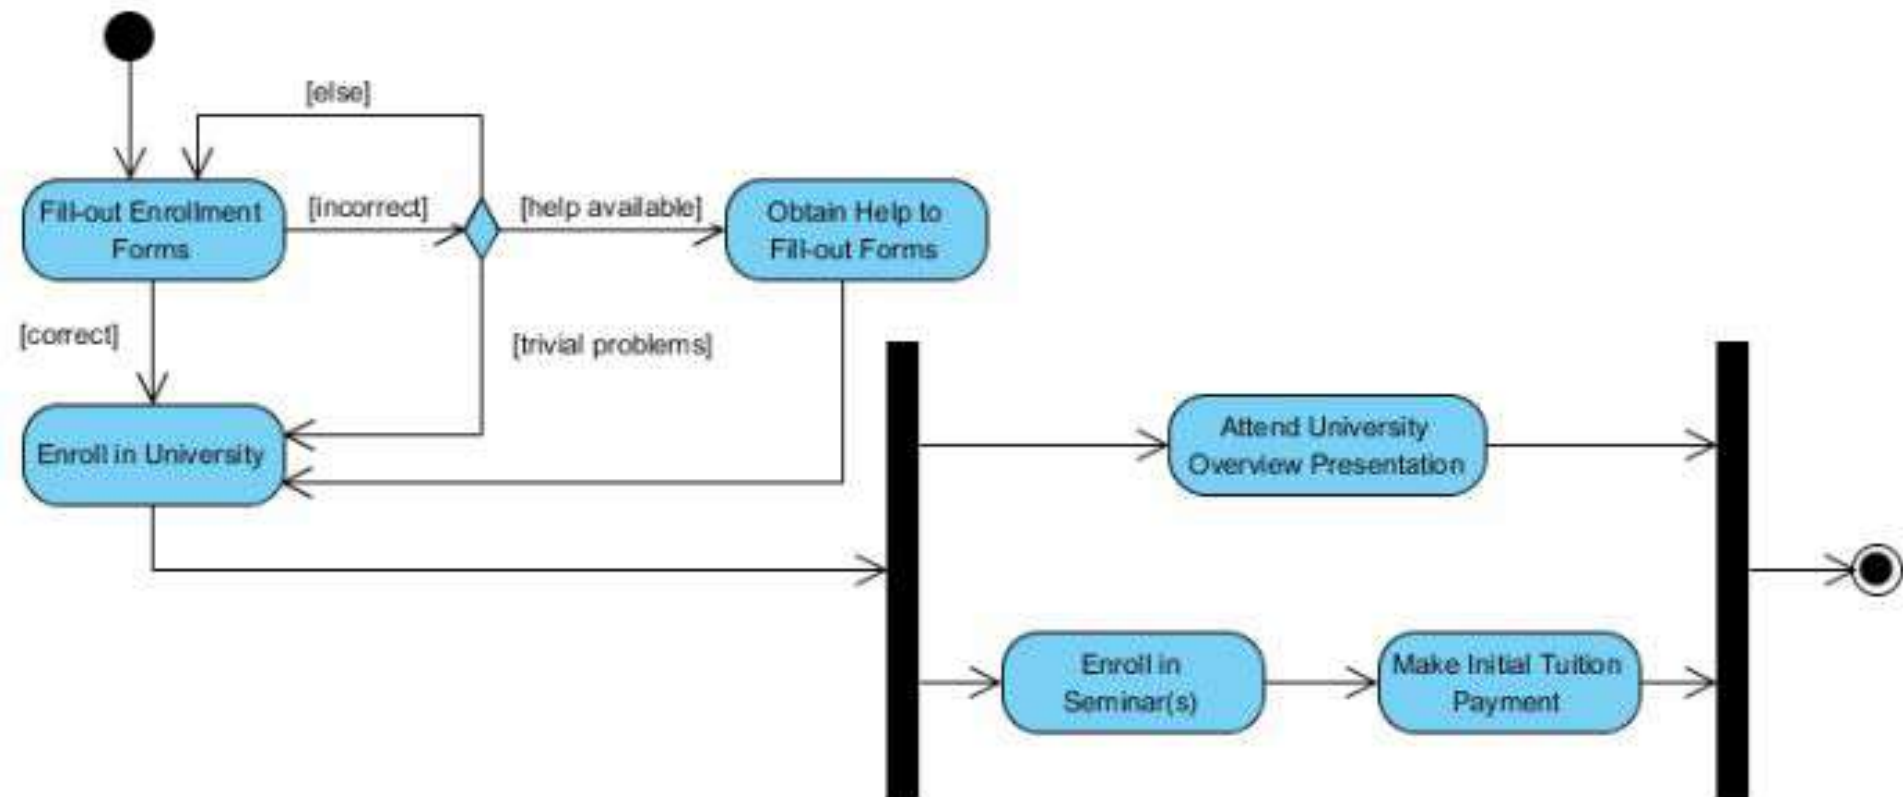 [else]
Fill-out Enrollment
Forms
[incorrect]
[help available]
Obtain Help to
Fill-out Forms
[correct]
[trivial problems]
Enroll in University
Attend University
Overview Presentation
Enroll in
Seminar(s)
Make Initial Tuition
Payment